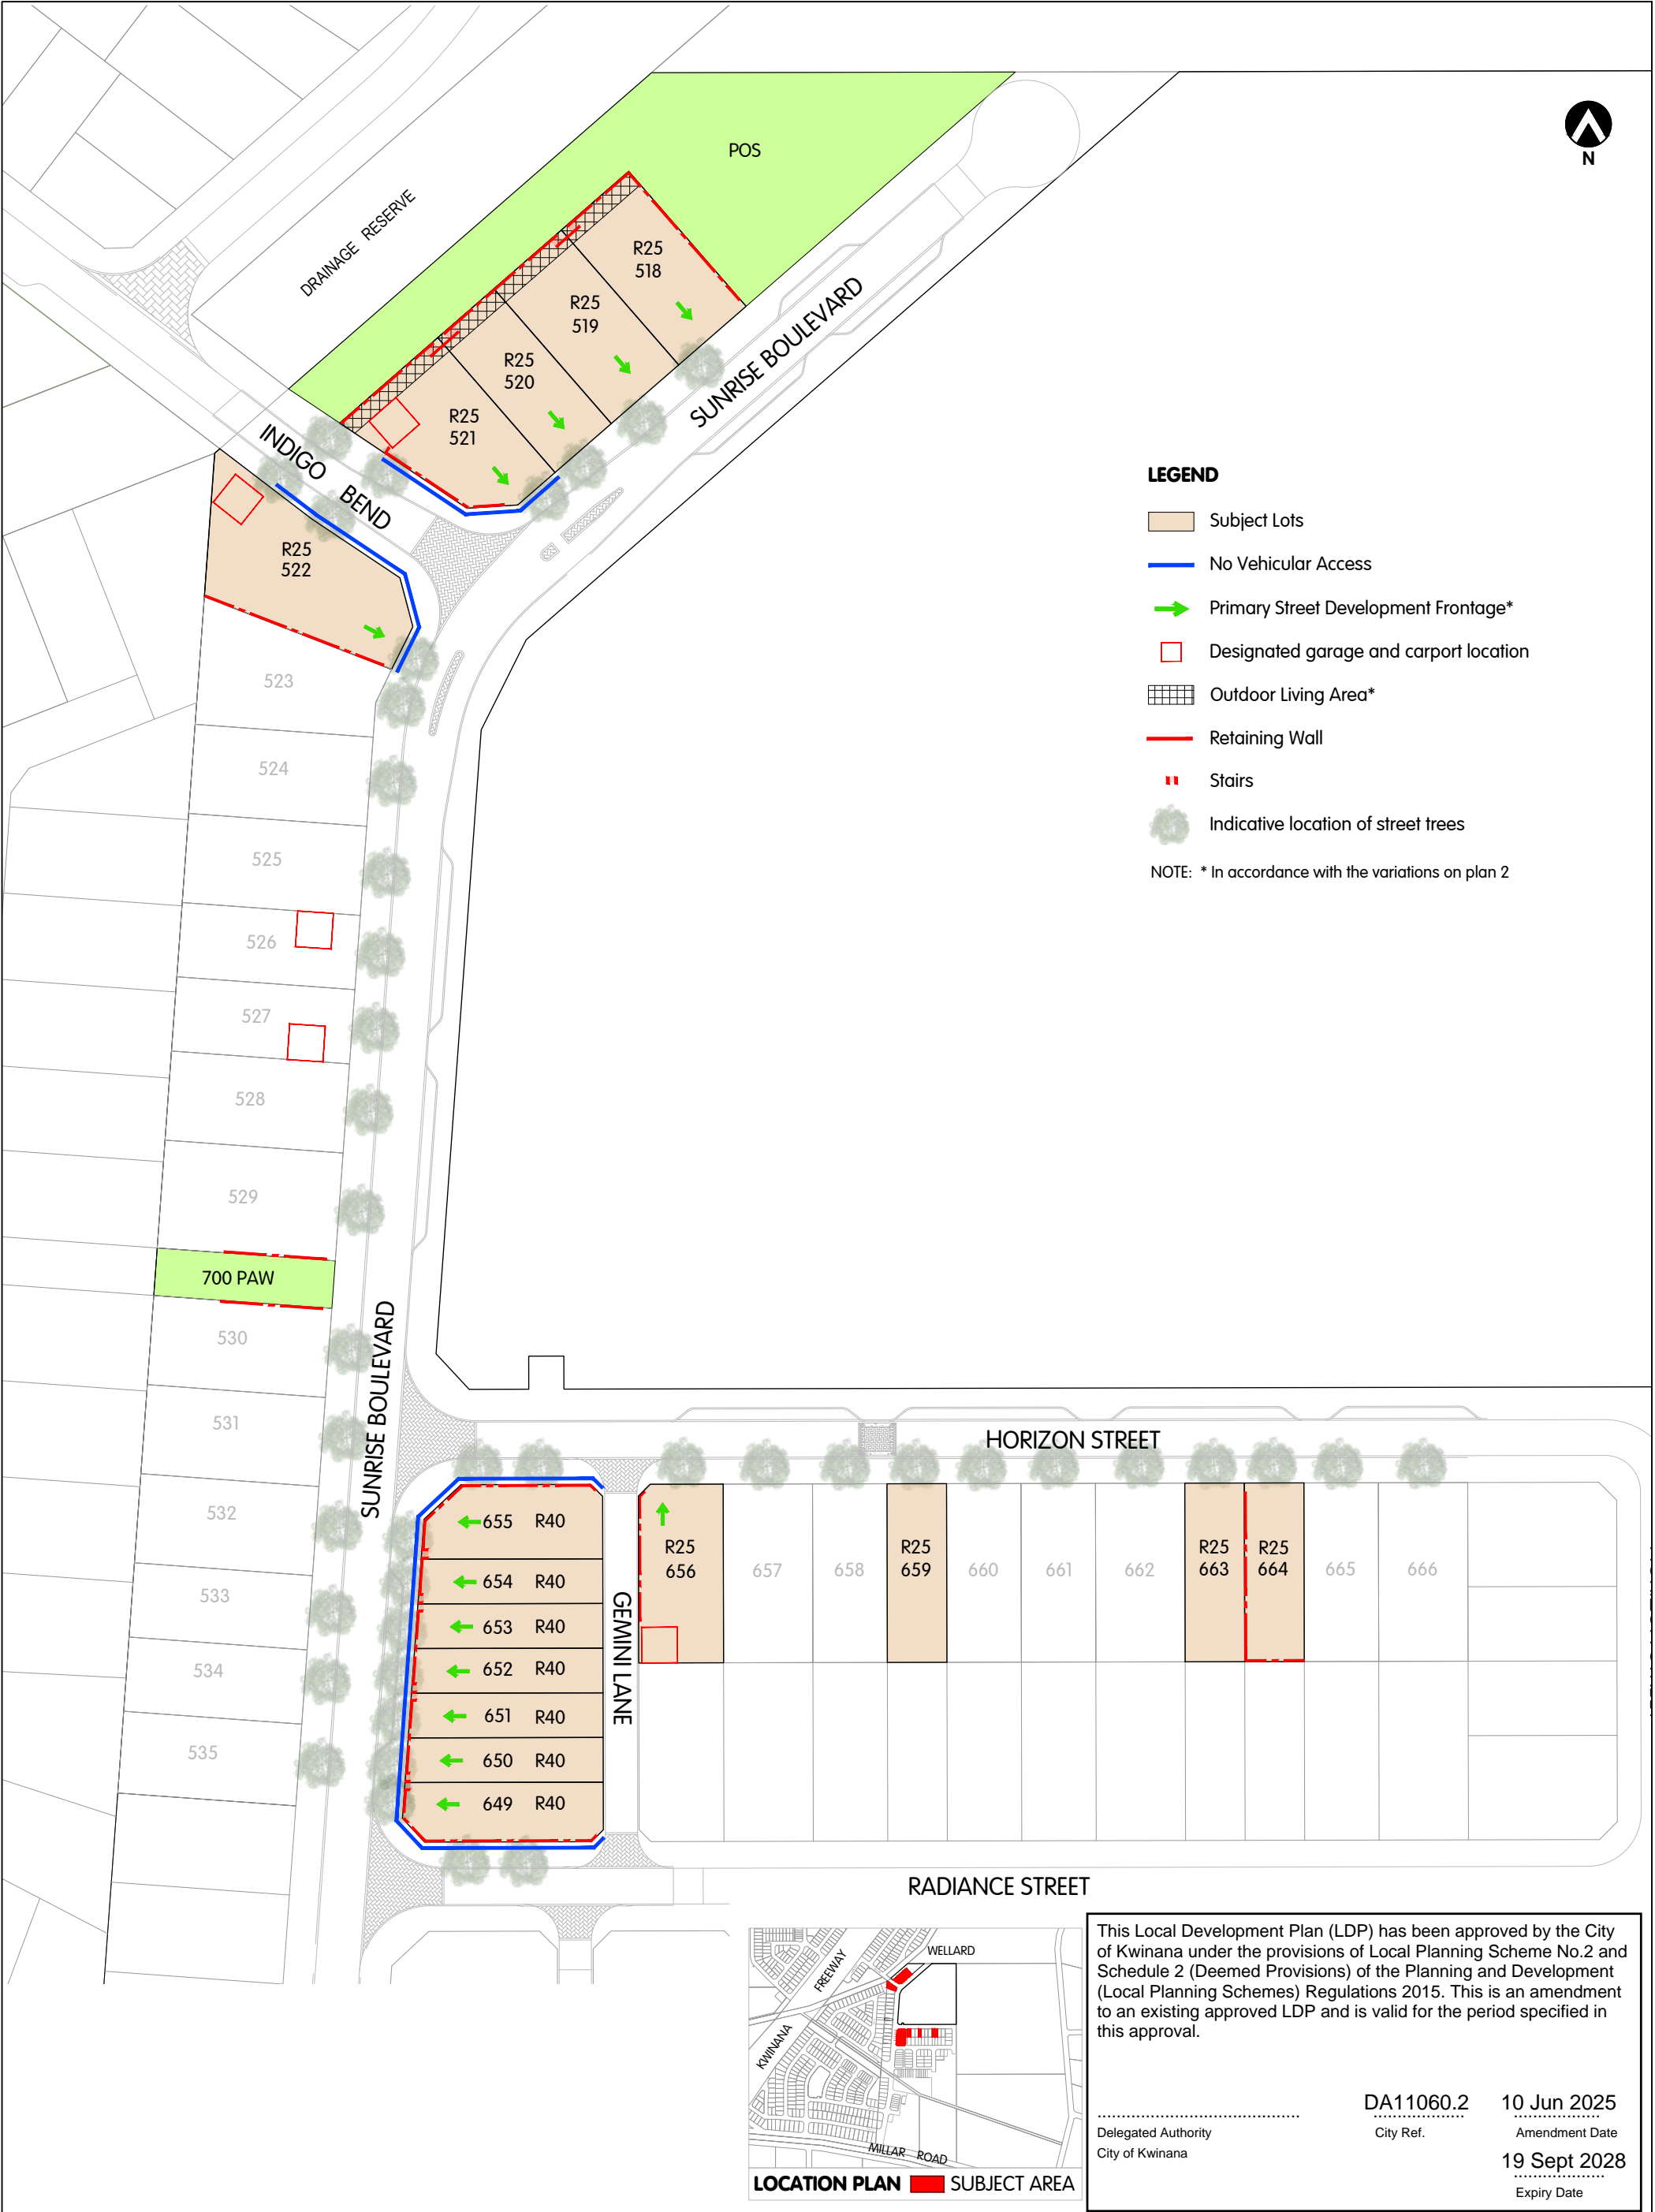 POS
N
DRAINAGE RESERVE
R25
518
R25
519
R25
520
R25
521
SUNRISE BOULEVARD
INDIGO BEND
R25
522
LEGEND
Subject Lots
No Vehicular Access
Primary Street Development Frontage*
Designated garage and carport location
Outdoor Living Area*
Retaining Wall
Stairs
Indicative location of street trees
NOTE: * In accordance with the variations on plan 2
523
524
525
526
527
528
529
700 PAW
530
531
532
533
534
535
SUNRISE BOULEVARD
HORIZON STREET
655 R40
654 R40
653 R40
652 R40
651 R40
650 R40
649 R40
GEMINI LANE
R25
656
657
658
R25
659
660
661
662
R25
663
R25
664
665
666
RADIANCE STREET
WELLARD
FREEWAY
KWINANA
MILLAR ROAD
LOCATION PLAN SUBJECT AREA
This Local Development Plan (LDP) has been approved by the City
of Kwinana under the provisions of Local Planning Scheme No.2 and
Schedule 2 (Deemed Provisions) of the Planning and Development
(Local Planning Schemes) Regulations 2015. This is an amendment
to an existing approved LDP and is valid for the period specified in
this approval.
DA11060.2 10 Jun 2025
Delegated Authority City Ref. Amendment Date
City of Kwinana
19 Sept 2028
Expiry Date